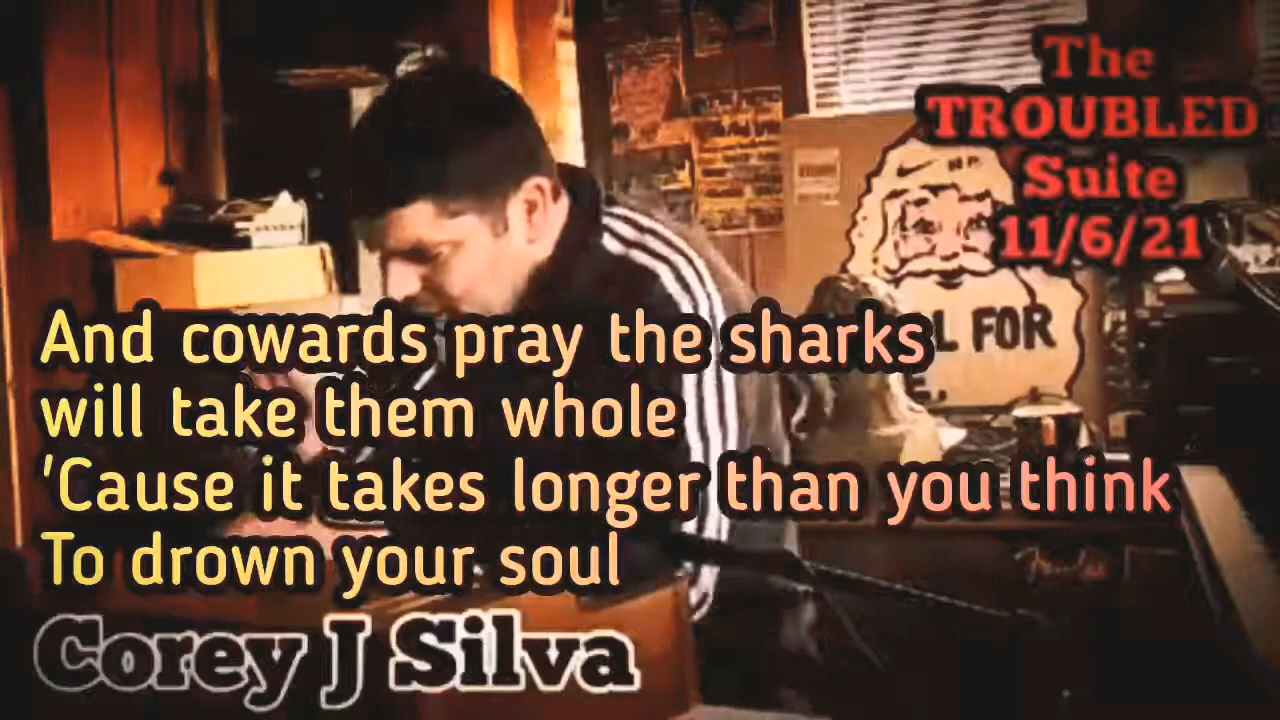 The
TROUBLED
Suite
11/6/21
L FOR
And cowards pray the sharks
will take them whole
'Cause it takes longer than you think
To drown your soul
Fender
Corey J Silva